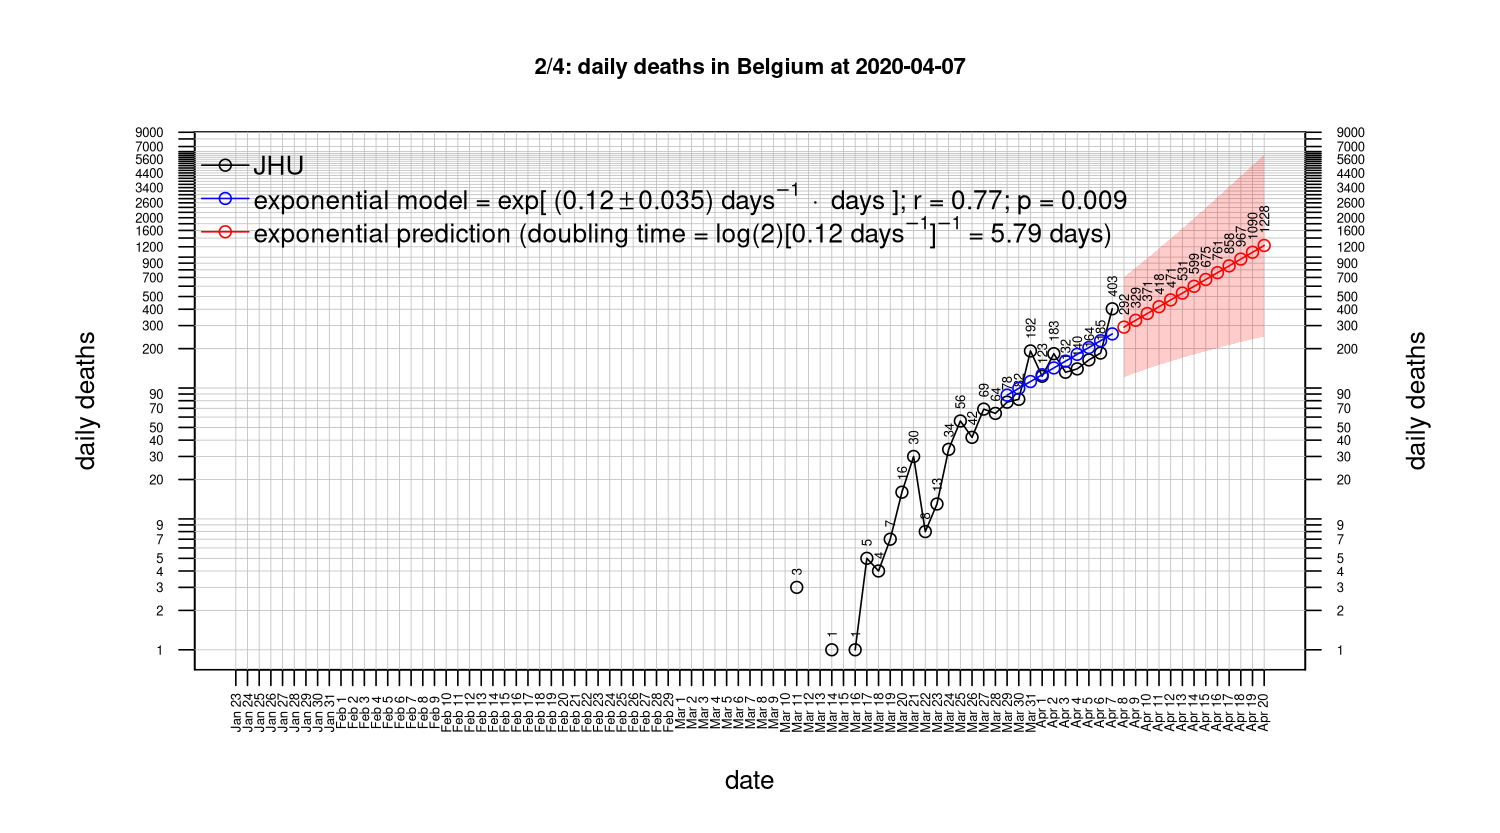 2/4: daily deaths in Belgium at 2020-04-07
JHU
exponential model = exp[ (0.12±0.035) days⁻¹ · days ]; r = 0.77; p = 0.009
exponential prediction (doubling time = log(2)[0.12 days⁻¹]⁻¹ = 5.79 days)
daily deaths
9000
7000
5600
4400
3400
2600
2000
1600
1200
900
700
500
400
300
200
90
70
50
40
30
20
9
7
5
4
3
2
1
3
1
1
5
4
7
16
30
8
13
34
56
42
69
64
78
82
192
123
183
132
140
164
185
403
292
329
371
418
471
531
599
675
761
858
967
1090
1228
9000
7000
5600
4400
3400
2600
2000
1600
1200
900
700
500
400
300
200
90
70
50
40
30
20
9
7
5
4
3
2
1
daily deaths
Jan 23
Jan 24
Jan 25
Jan 26
Jan 27
Jan 28
Jan 29
Jan 30
Jan 31
Feb 1
Feb 2
Feb 3
Feb 4
Feb 5
Feb 6
Feb 7
Feb 8
Feb 9
Feb 10
Feb 11
Feb 12
Feb 13
Feb 14
Feb 15
Feb 16
Feb 17
Feb 18
Feb 19
Feb 20
Feb 21
Feb 22
Feb 23
Feb 24
Feb 25
Feb 26
Feb 27
Feb 28
Feb 29
Mar 1
Mar 2
Mar 3
Mar 4
Mar 5
Mar 6
Mar 7
Mar 8
Mar 9
Mar 10
Mar 11
Mar 12
Mar 13
Mar 14
Mar 15
Mar 16
Mar 17
Mar 18
Mar 19
Mar 20
Mar 21
Mar 22
Mar 23
Mar 24
Mar 25
Mar 26
Mar 27
Mar 28
Mar 29
Mar 30
Mar 31
Apr 1
Apr 2
Apr 3
Apr 4
Apr 5
Apr 6
Apr 7
Apr 8
Apr 9
Apr 10
Apr 11
Apr 12
Apr 13
Apr 14
Apr 15
Apr 16
Apr 17
Apr 18
Apr 19
Apr 20
date